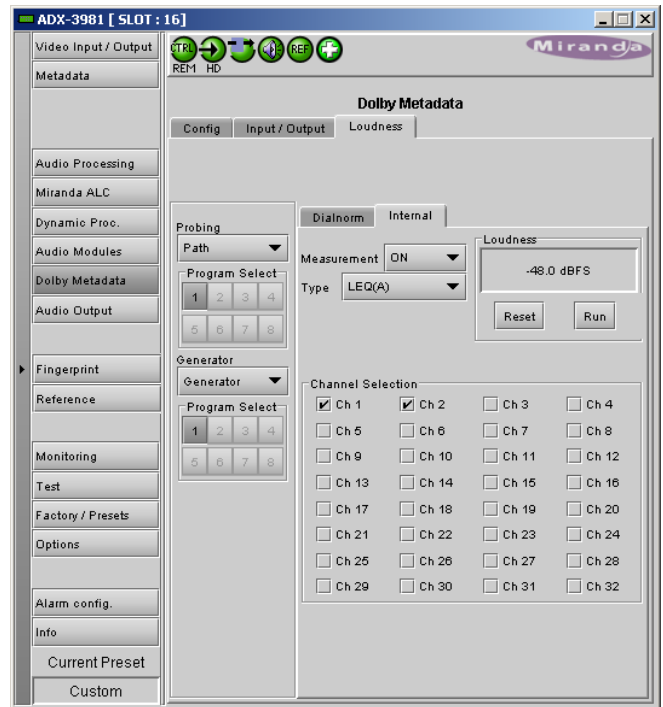 ADX-3981 [ SLOT : 16]
Video Input / Output
Metadata
Audio Processing
Miranda ALC
Dynamic Proc.
Audio Modules
Dolby Metadata
Audio Output
Fingerprint
Reference
Monitoring
Test
Factory / Presets
Options
Alarm config.
Info
Current Preset
Custom
CTRL
REF
REM HD
Miranda
Dolby Metadata
Config Input / Output Loudness
Probing
Path
Program Select
1 2 3 4
5 6 7 8
Generator
Generator
Program Select
1 2 3 4
5 6 7 8
Dialnorm Internal
Measurement ON
Type LEQ(A)
Loudness
-48.0 dBFS
Reset Run
Channel Selection
Ch 1 Ch 2 Ch 3 Ch 4
Ch 5 Ch 6 Ch 7 Ch 8
Ch 9 Ch 10 Ch 11 Ch 12
Ch 13 Ch 14 Ch 15 Ch 16
Ch 17 Ch 18 Ch 19 Ch 20
Ch 21 Ch 22 Ch 23 Ch 24
Ch 25 Ch 26 Ch 27 Ch 28
Ch 29 Ch 30 Ch 31 Ch 32